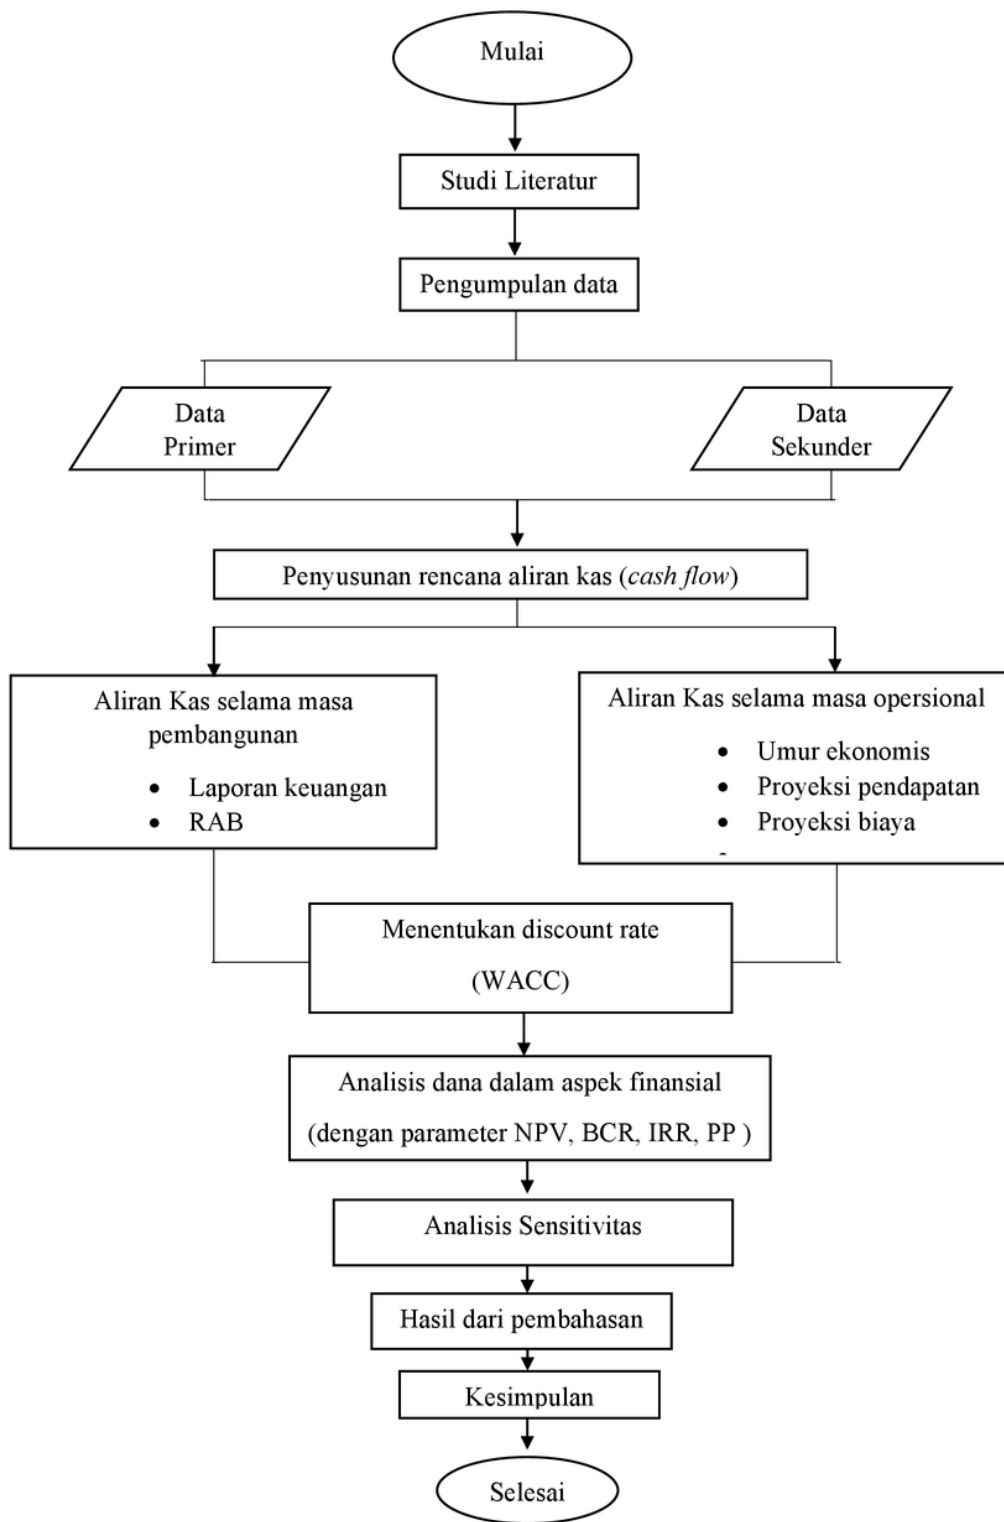 Mulai
Studi Literatur
Pengumpulan data
Data
Primer
Data
Sekunder
Penyusunan rencana aliran kas (cash flow)
Aliran Kas selama masa
pembangunan
• Laporan keuangan
• RAB
Aliran Kas selama masa opersional
• Umur ekonomis
• Proyeksi pendapatan
• Proyeksi biaya
Menentukan discount rate
(WACC)
Analisis dana dalam aspek finansial
(dengan parameter NPV, BCR, IRR, PP )
Analisis Sensitivitas
Hasil dari pembahasan
Kesimpulan
Selesai